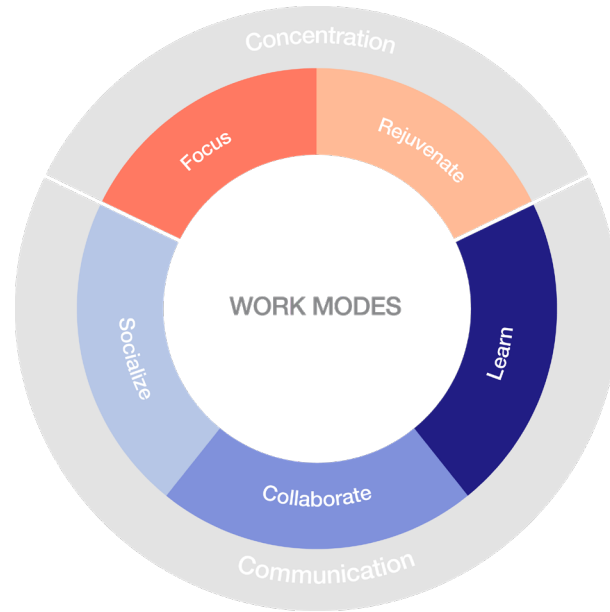 Concentration
Focus
Rejuvenate
WORK MODES
Socialize
Learn
Collaborate
Communication